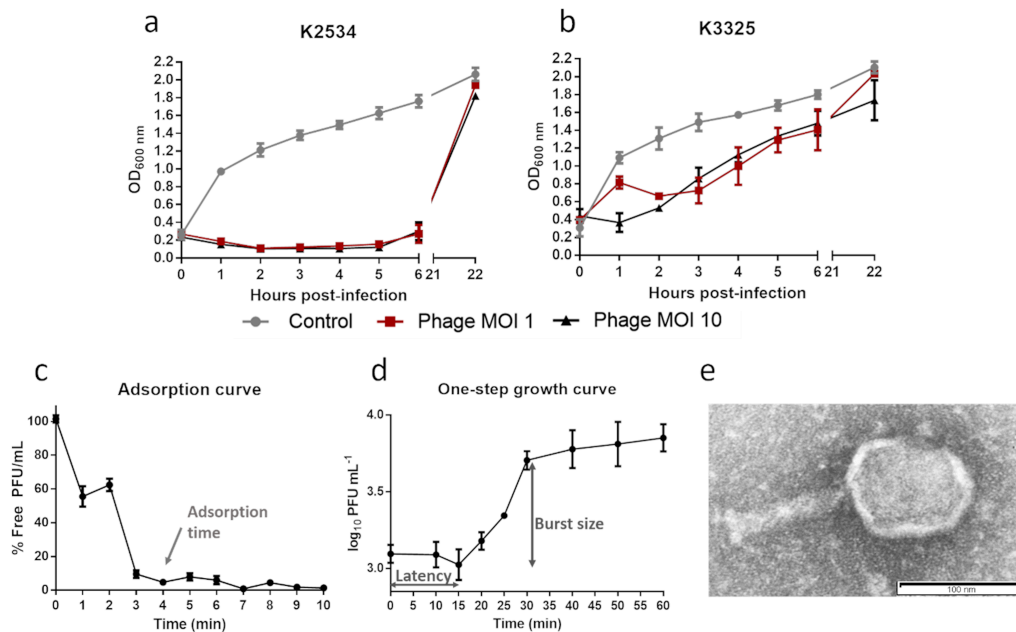 a
K2534
OD600 nm
2.2
2.0
1.8
1.6
1.4
1.2
1.0
0.8
0.6
0.4
0.2
0.0
0 1 2 3 4 5 6 21 22
Hours post-infection
b
K3325
OD600 nm
2.2
2.0
1.8
1.6
1.4
1.2
1.0
0.8
0.6
0.4
0.2
0.0
0 1 2 3 4 5 6 21 22
Hours post-infection
Control Phage MOI 1 Phage MOI 10
c
Adsorption curve
% Free PFU/mL
100
80
60
40
20
0
Adsorption
time
0 1 2 3 4 5 6 7 8 9 10
Time (min)
d
One-step growth curve
log10 PFU mL-1
4.0
3.5
3.0
Burst size
Latency
0 5 10 15 20 25 30 35 40 45 50 55 60
Time (min)
e
100 nm